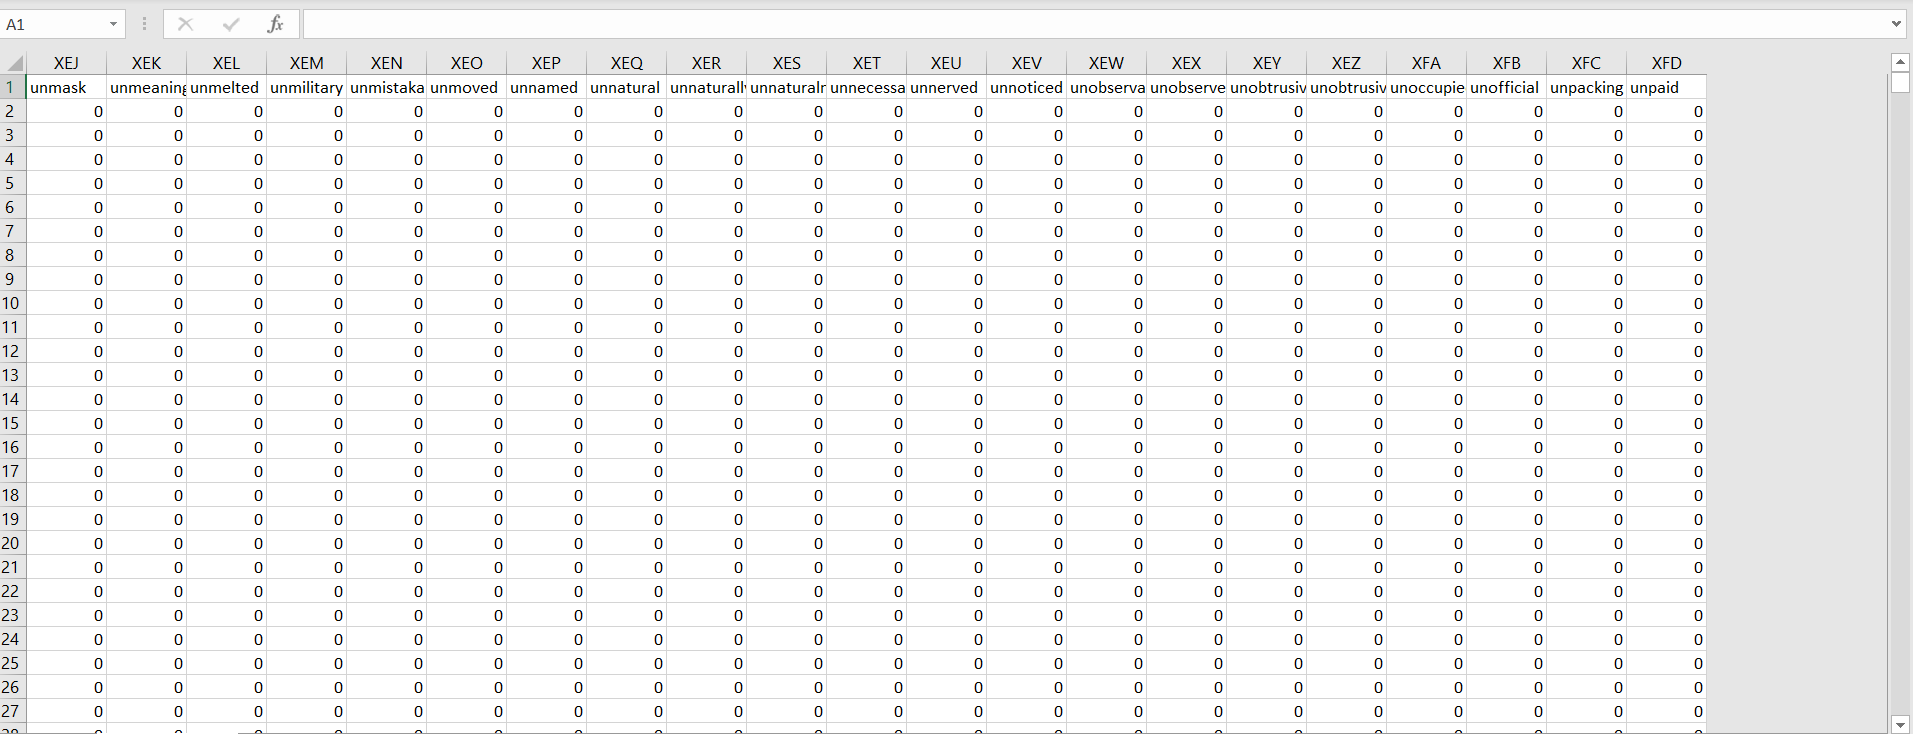 A1 fx
XEJ XEK XEL XEM XEN XEO XEP XEQ XER XES XET XEU XEV XEW XEX XEY XEZ XFA XFB XFC XFD
1 unmask unmeaning unmelted unmilitary unmistaka unmoved unnamed unnatural unnaturally unnaturaln unnecessa unnerved unnoticed unobserva unobserve unobtrusiv unobtrusiv unoccupie unofficial unpacking unpaid
2 0 0 0 0 0 0 0 0 0 0 0 0 0 0 0 0 0 0 0 0 0
3 0 0 0 0 0 0 0 0 0 0 0 0 0 0 0 0 0 0 0 0 0
4 0 0 0 0 0 0 0 0 0 0 0 0 0 0 0 0 0 0 0 0 0
5 0 0 0 0 0 0 0 0 0 0 0 0 0 0 0 0 0 0 0 0 0
6 0 0 0 0 0 0 0 0 0 0 0 0 0 0 0 0 0 0 0 0 0
7 0 0 0 0 0 0 0 0 0 0 0 0 0 0 0 0 0 0 0 0 0
8 0 0 0 0 0 0 0 0 0 0 0 0 0 0 0 0 0 0 0 0 0
9 0 0 0 0 0 0 0 0 0 0 0 0 0 0 0 0 0 0 0 0 0
10 0 0 0 0 0 0 0 0 0 0 0 0 0 0 0 0 0 0 0 0 0
11 0 0 0 0 0 0 0 0 0 0 0 0 0 0 0 0 0 0 0 0 0
12 0 0 0 0 0 0 0 0 0 0 0 0 0 0 0 0 0 0 0 0 0
13 0 0 0 0 0 0 0 0 0 0 0 0 0 0 0 0 0 0 0 0 0
14 0 0 0 0 0 0 0 0 0 0 0 0 0 0 0 0 0 0 0 0 0
15 0 0 0 0 0 0 0 0 0 0 0 0 0 0 0 0 0 0 0 0 0
16 0 0 0 0 0 0 0 0 0 0 0 0 0 0 0 0 0 0 0 0 0
17 0 0 0 0 0 0 0 0 0 0 0 0 0 0 0 0 0 0 0 0 0
18 0 0 0 0 0 0 0 0 0 0 0 0 0 0 0 0 0 0 0 0 0
19 0 0 0 0 0 0 0 0 0 0 0 0 0 0 0 0 0 0 0 0 0
20 0 0 0 0 0 0 0 0 0 0 0 0 0 0 0 0 0 0 0 0 0
21 0 0 0 0 0 0 0 0 0 0 0 0 0 0 0 0 0 0 0 0 0
22 0 0 0 0 0 0 0 0 0 0 0 0 0 0 0 0 0 0 0 0 0
23 0 0 0 0 0 0 0 0 0 0 0 0 0 0 0 0 0 0 0 0 0
24 0 0 0 0 0 0 0 0 0 0 0 0 0 0 0 0 0 0 0 0 0
25 0 0 0 0 0 0 0 0 0 0 0 0 0 0 0 0 0 0 0 0 0
26 0 0 0 0 0 0 0 0 0 0 0 0 0 0 0 0 0 0 0 0 0
27 0 0 0 0 0 0 0 0 0 0 0 0 0 0 0 0 0 0 0 0 0